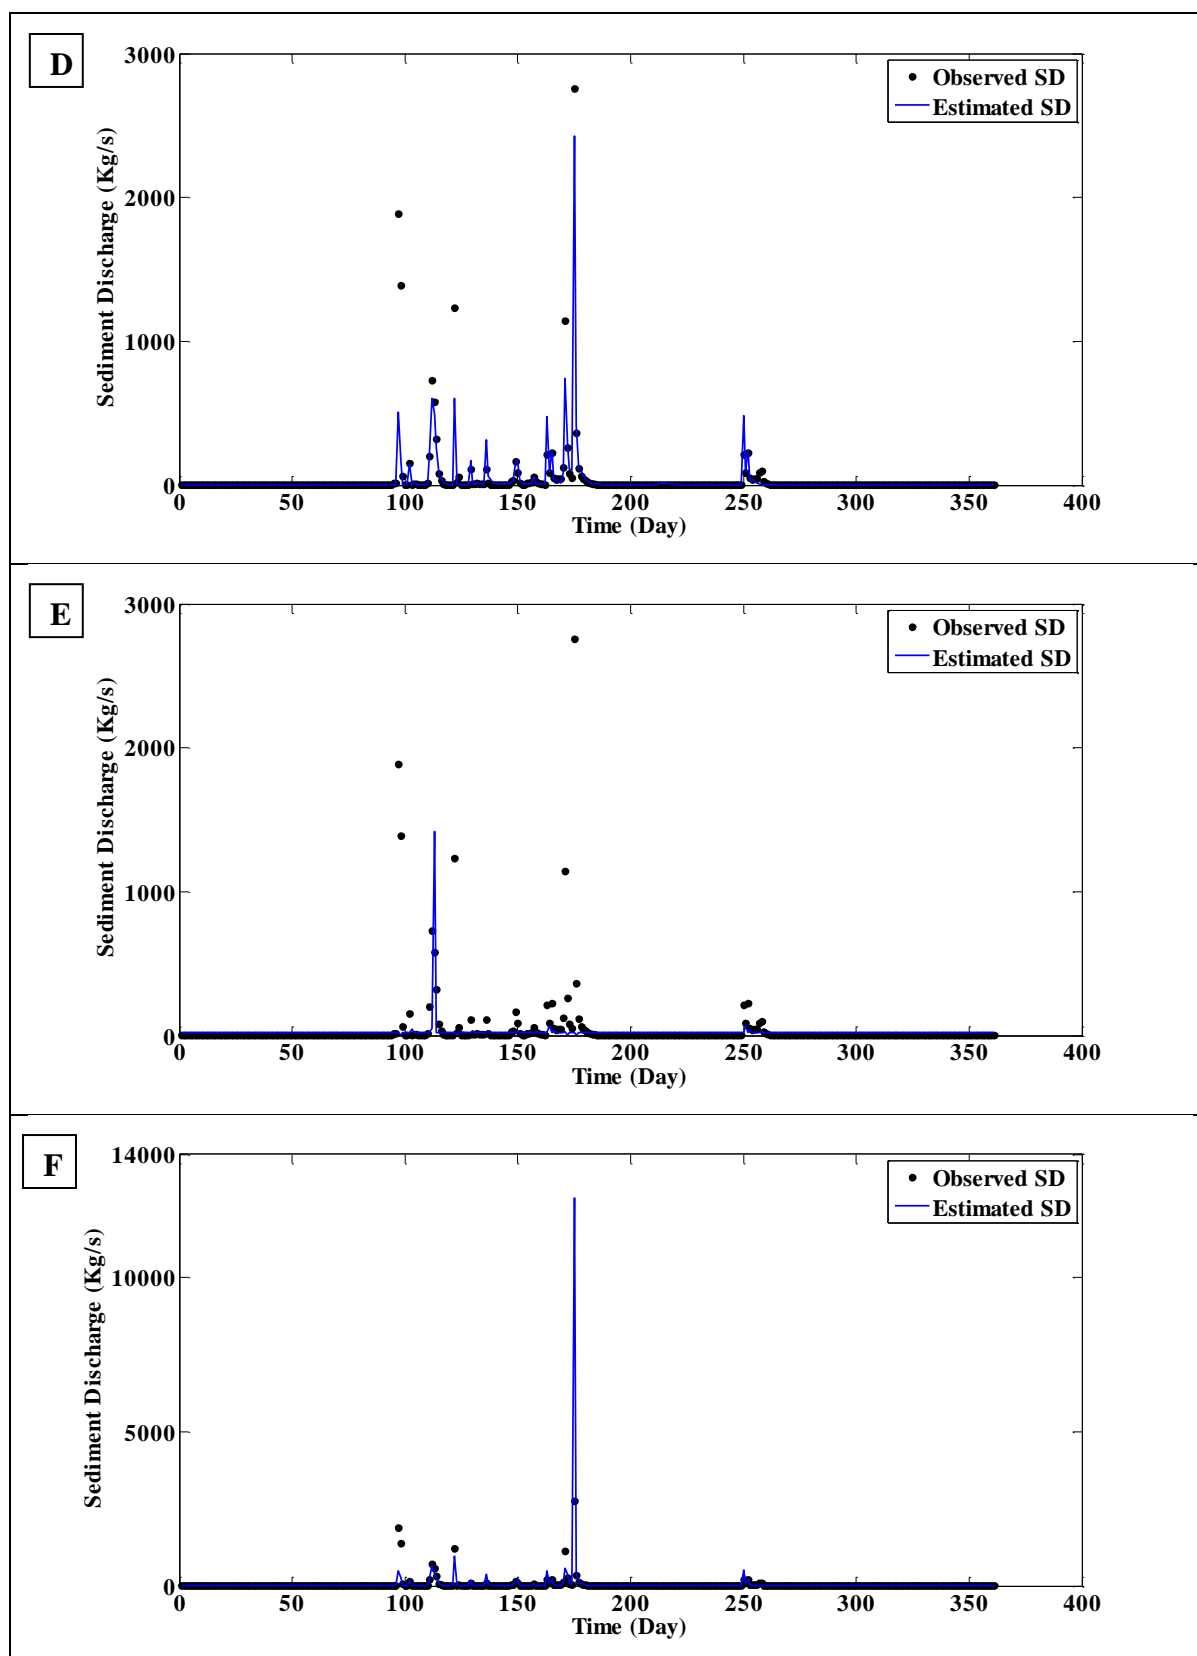 D
3000
2000
1000
0
Sediment Discharge (Kg/s)
Observed SD
Estimated SD
0 50 100 150 200 250 300 350 400
Time (Day)
E
3000
2000
1000
0
Sediment Discharge (Kg/s)
Observed SD
Estimated SD
0 50 100 150 200 250 300 350 400
Time (Day)
F
14000
10000
5000
0
Sediment Discharge (Kg/s)
Observed SD
Estimated SD
0 50 100 150 200 250 300 350 400
Time (Day)